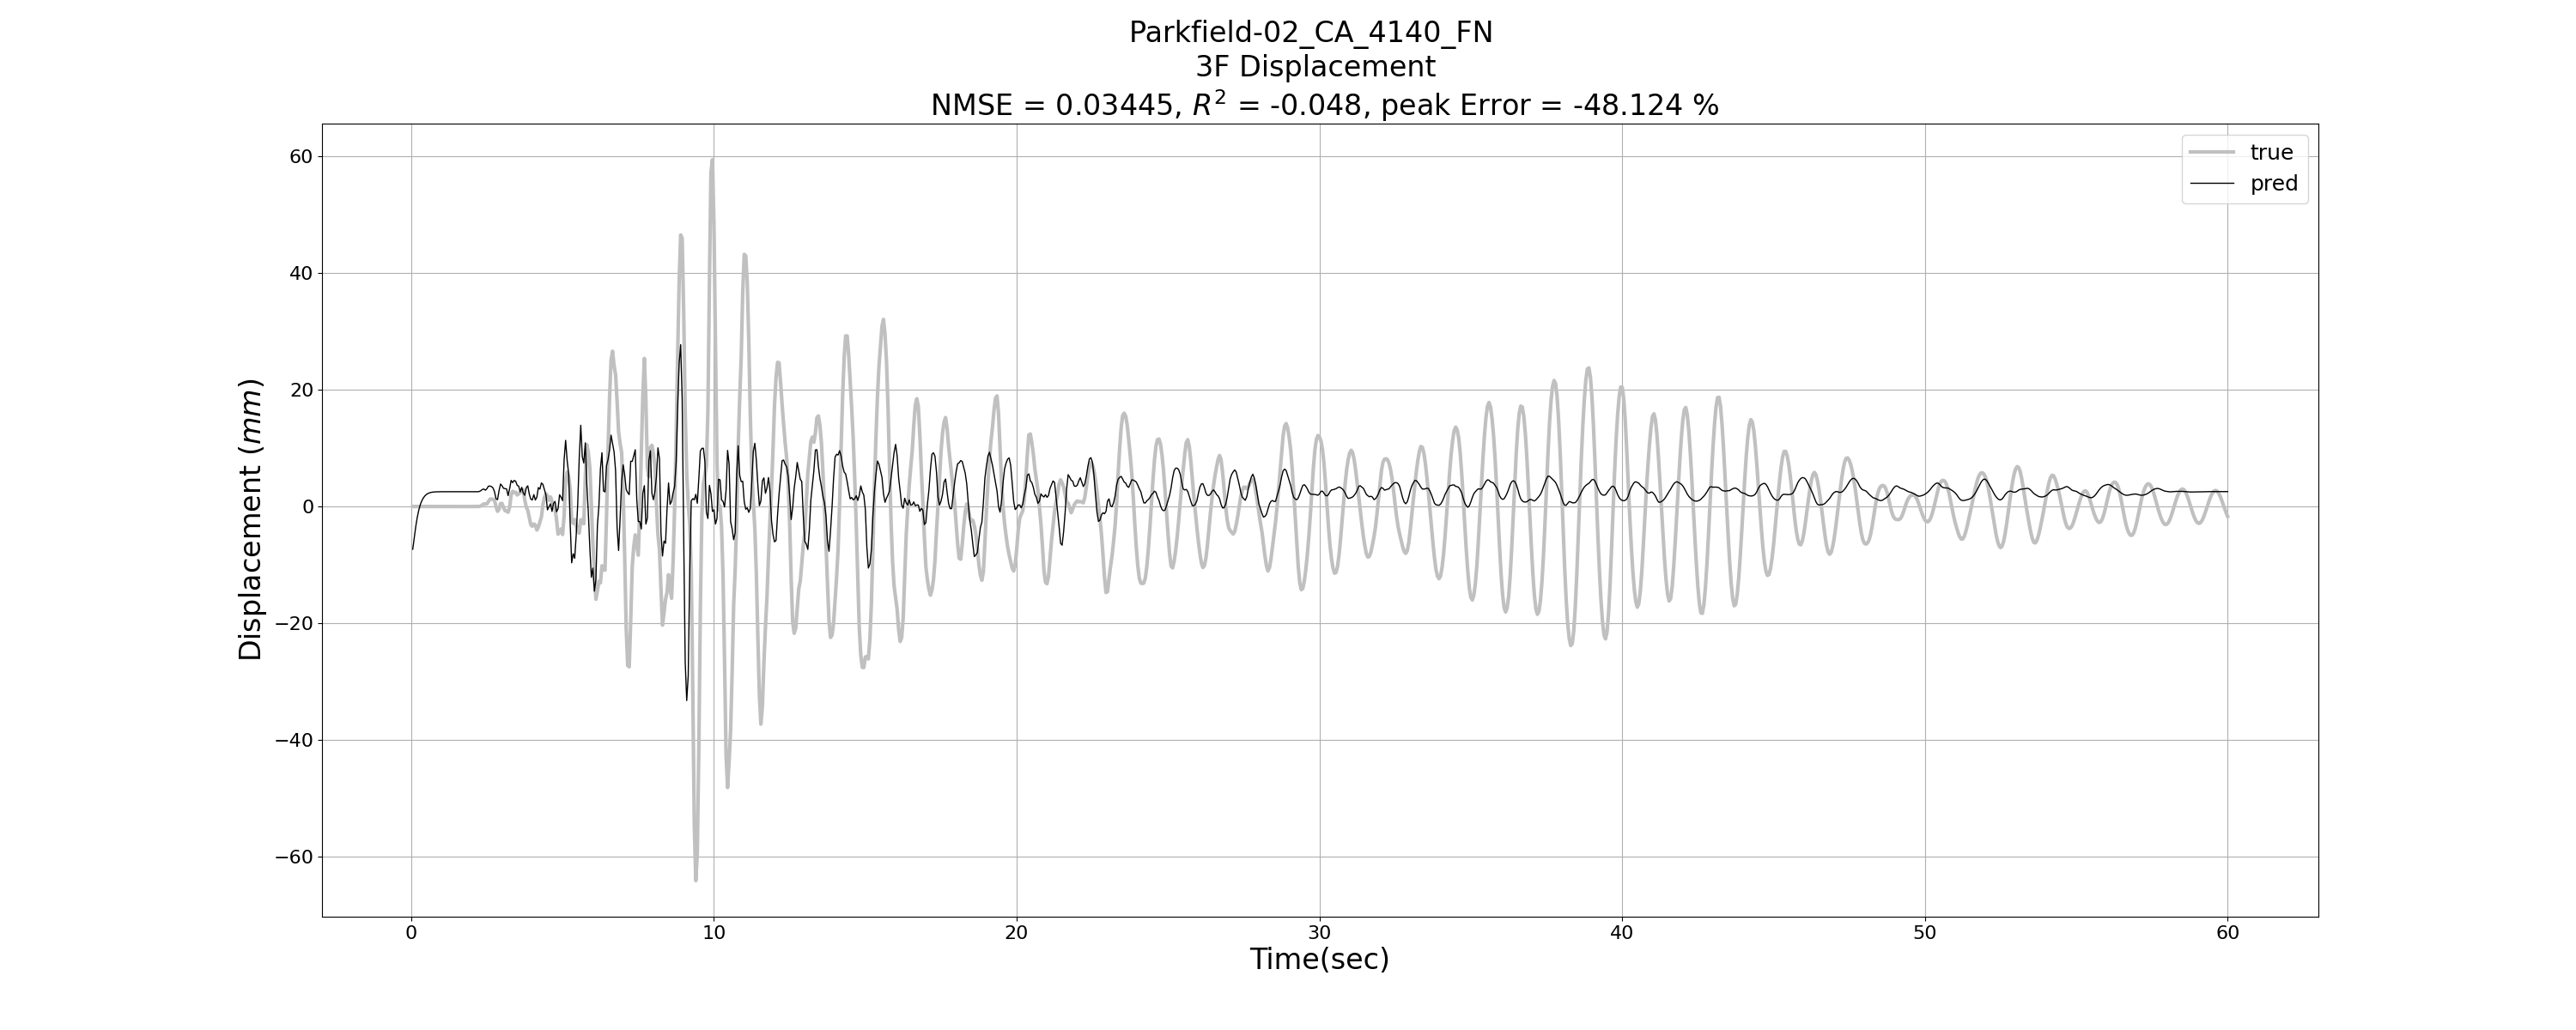 Parkfield-02_CA_4140_FN
3F Displacement
NMSE = 0.03445, R² = -0.048, peak Error = -48.124 %
true
pred
Displacement (mm)
60
40
20
0
−20
−40
−60
0
10
20
30
40
50
60
Time(sec)